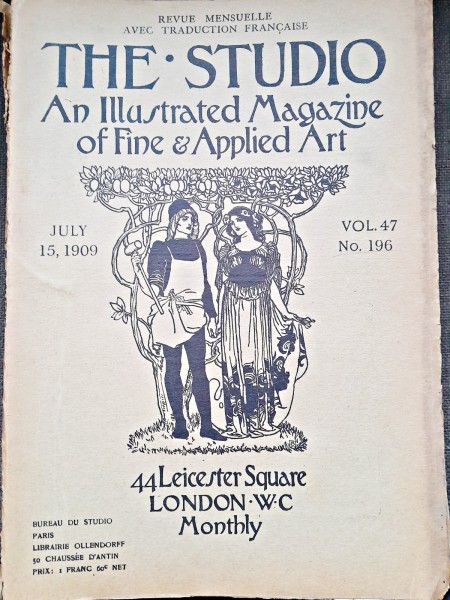 REVUE MENSUELLE
AVEC TRADUCTION FRANÇAISE
THE · STUDIO
An Illustrated Magazine
of Fine & Applied Art
JULY
15, 1909
VOL. 47
No. 196
44 Leicester Square
LONDON · W · C
Monthly
BUREAU DU STUDIO
PARIS
LIBRAIRIE OLLENDORFF
50 CHAUSSÉE D'ANTIN
PRIX: 1 FRANC 60c NET